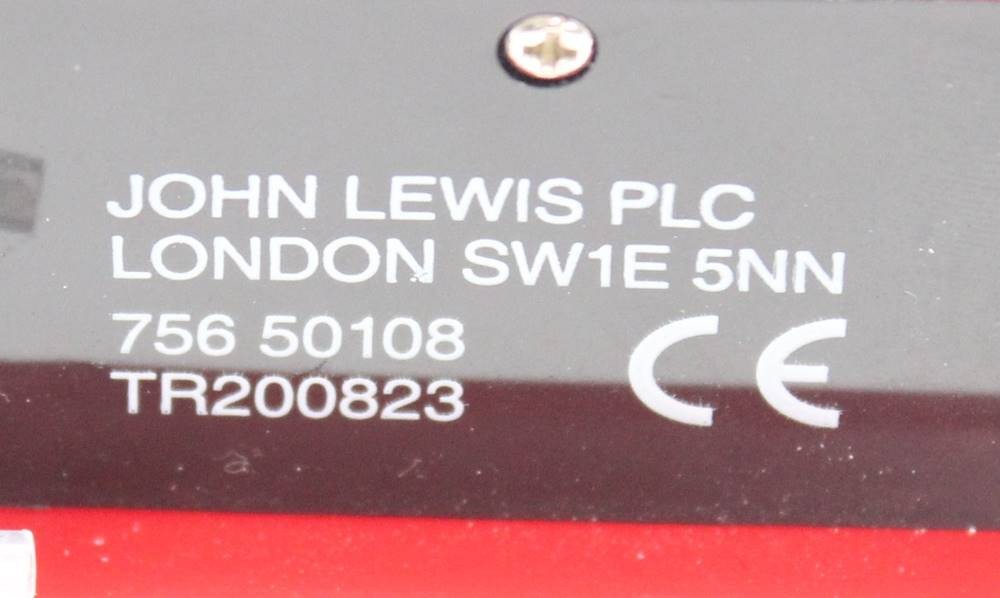 JOHN LEWIS PLC
LONDON SW1E 5NN
756 50108
TR200823
CE